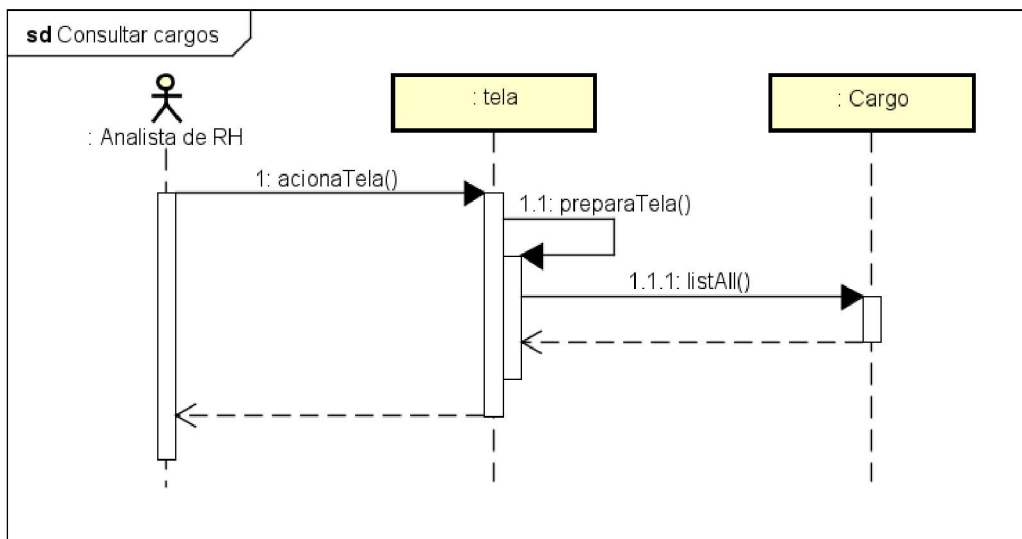 sd Consultar cargos
: Analista de RH
: tela
: Cargo
1: acionaTela()
1.1: preparaTela()
1.1.1: listAll()